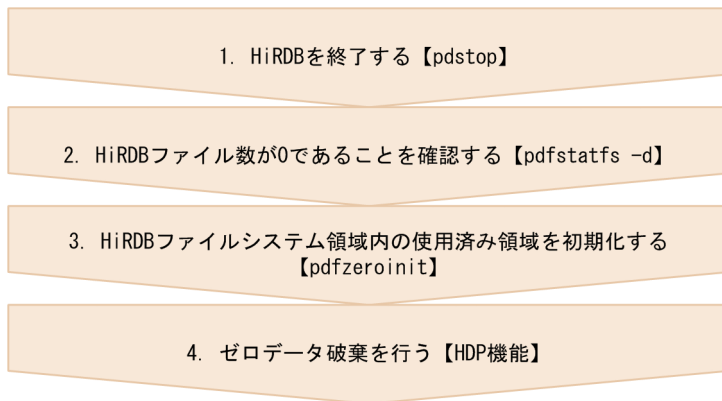 1. HiRDBを終了する【pdstop】
2. HiRDBファイル数が0であることを確認する【pdfstatfs -d】
3. HiRDBファイルシステム領域内の使用済み領域を初期化する
【pdfzeroinit】
4. ゼロデータ破棄を行う【HDP機能】